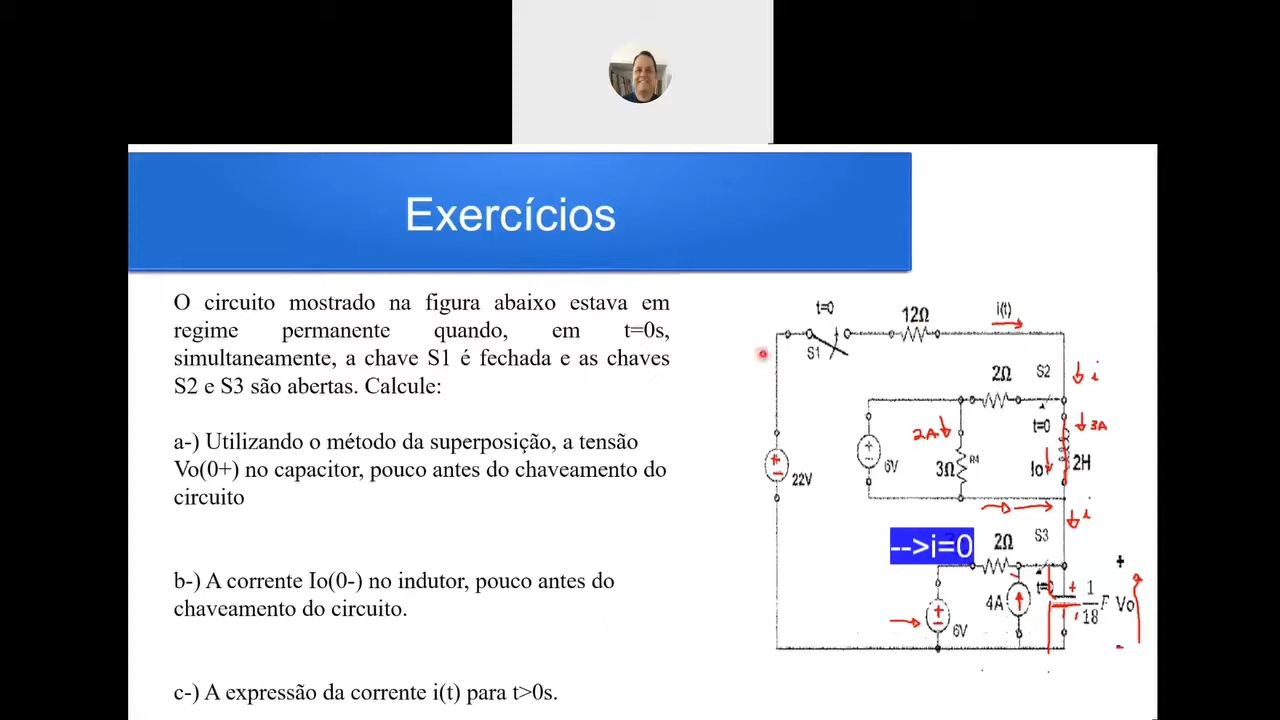 Exercícios
O circuito mostrado na figura abaixo estava em
regime permanente quando, em t=0s,
simultaneamente, a chave S1 é fechada e as chaves
S2 e S3 são abertas. Calcule:
a-) Utilizando o método da superposição, a tensão
Vo(0+) no capacitor, pouco antes do chaveamento do
circuito
b-) A corrente Io(0-) no indutor, pouco antes do
chaveamento do circuito.
c-) A expressão da corrente i(t) para t>0s.
t=0
S1
12Ω
i(t)
i
2Ω
S2
t=0
2A
3A
22V
+
-
6V
3Ω
R4
Io
2H
i
-->i=0
2Ω
S3
+
4A
t=0
1
18
F
Vo
6V
-